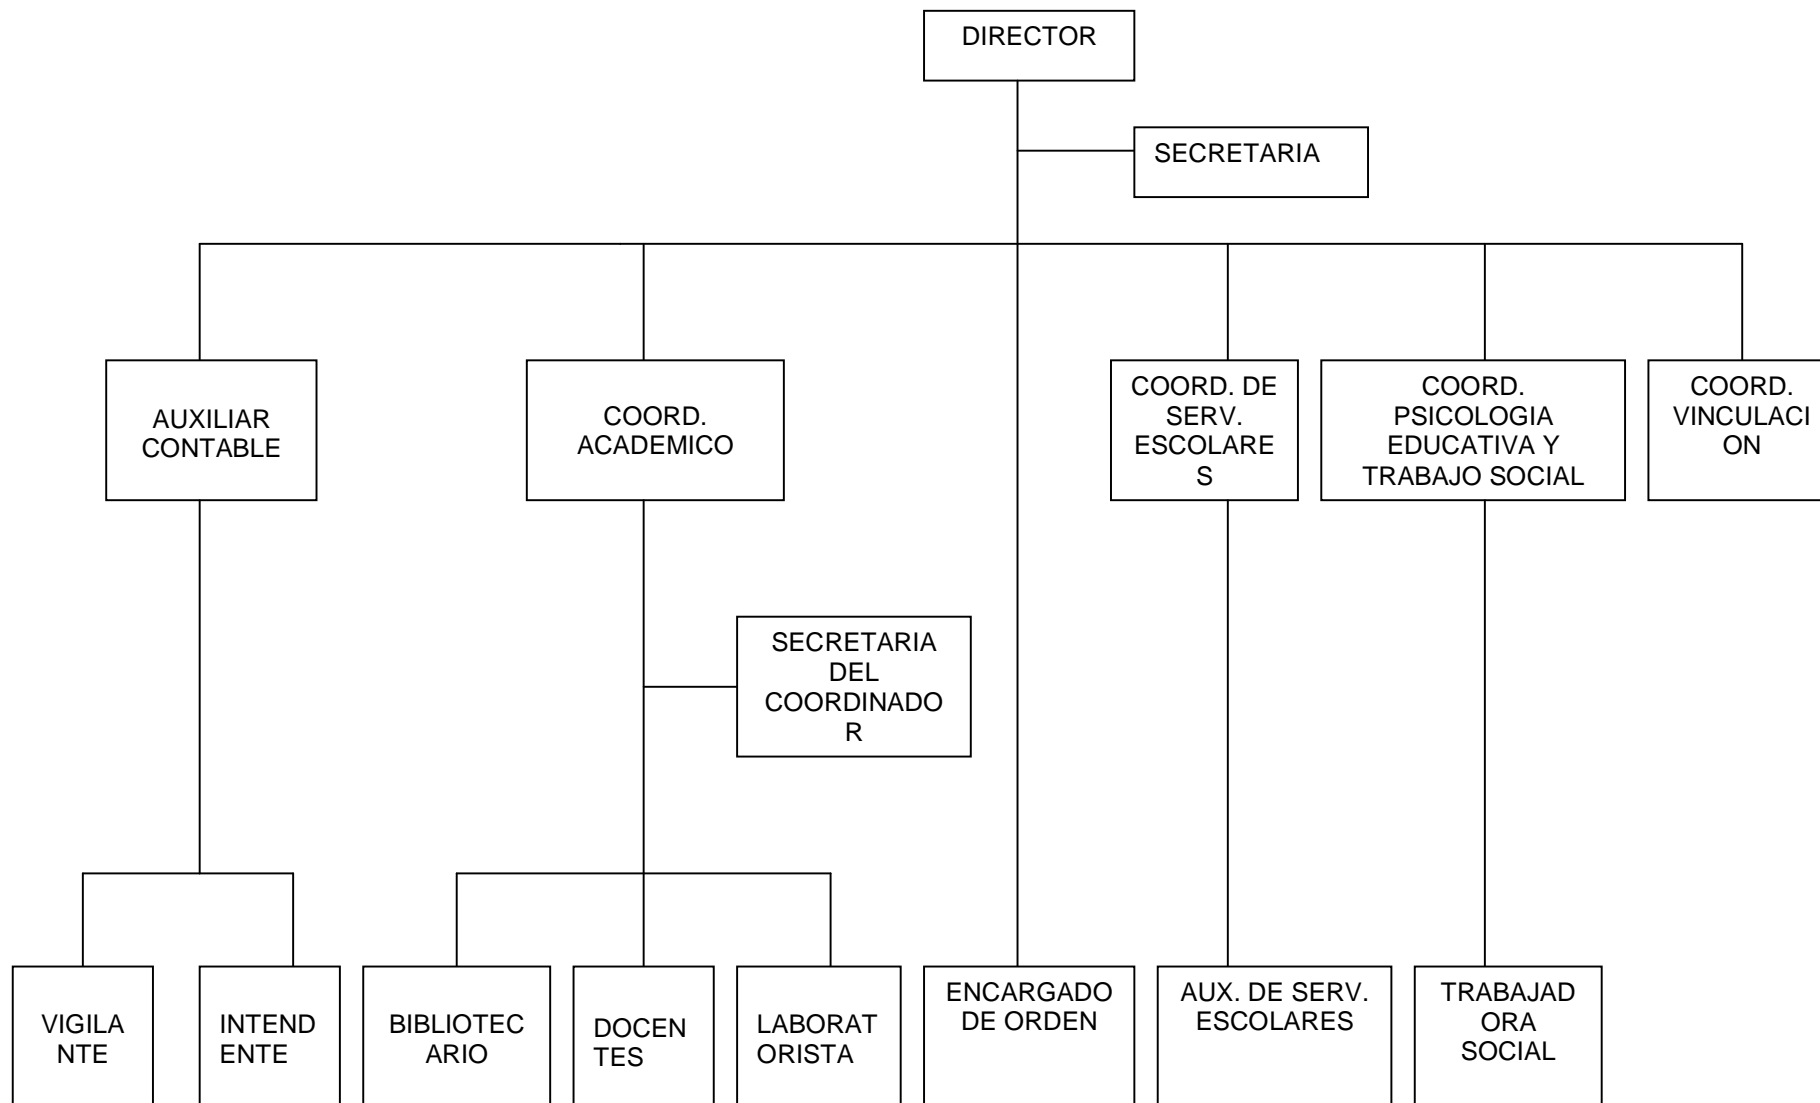 DIRECTOR
SECRETARIA
AUXILIAR
CONTABLE
COORD.
ACADEMICO
COORD. DE
SERV.
ESCOLARE
S
COORD.
PSICOLOGIA
EDUCATIVA Y
TRABAJO SOCIAL
COORD.
VINCULACI
ON
SECRETARIA
DEL
COORDINADO
R
VIGILA
NTE
INTEND
ENTE
BIBLIOTEC
ARIO
DOCEN
TES
LABORAT
ORISTA
ENCARGADO
DE ORDEN
AUX. DE SERV.
ESCOLARES
TRABAJAD
ORA
SOCIAL